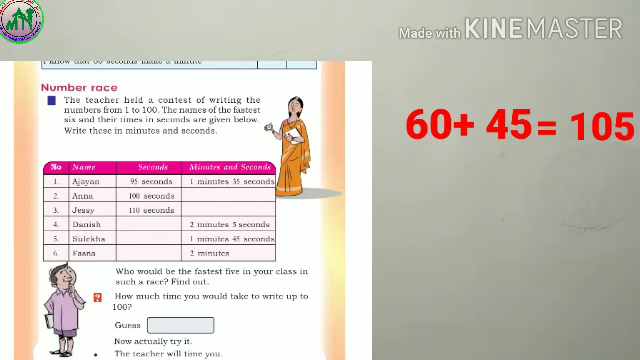 Made with KINEMASTER
I know that 60 seconds make a minute
Number race
The teacher held a contest of writing the
numbers from 1 to 100. The names of the fastest
six and their times in seconds are given below.
Write these in minutes and seconds.
60+ 45 = 105
No Name Seconds Minutes and Seconds
1. Ajayan 95 seconds 1 minutes 35 seconds
2. Anna 100 seconds
3. Jessy 110 seconds
4. Danish 2 minutes 5 seconds
5. Sulekha 1 minutes 45 seconds
6. Fasna 2 minutes
Who would be the fastest five in your class in
such a race? Find out.
? How much time you would take to write up to
100?
Guess
Now actually try it.
• The teacher will time you.